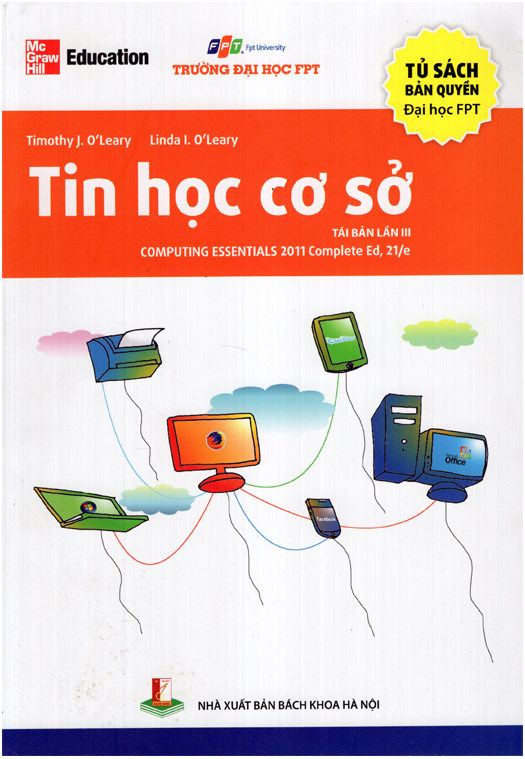 Mc
Graw
Hill
Education
FPT. Fpt University
TRƯỜNG ĐẠI HỌC FPT
TỦ SÁCH
BẢN QUYỀN
Đại học FPT
Timothy J. O'Leary Linda I. O'Leary
Tin học cơ sở
TÁI BẢN LẦN III
COMPUTING ESSENTIALS 2011 Complete Ed, 21/e
twitter
Office
Facebook
NHÀ XUẤT BẢN BÁCH KHOA HÀ NỘI